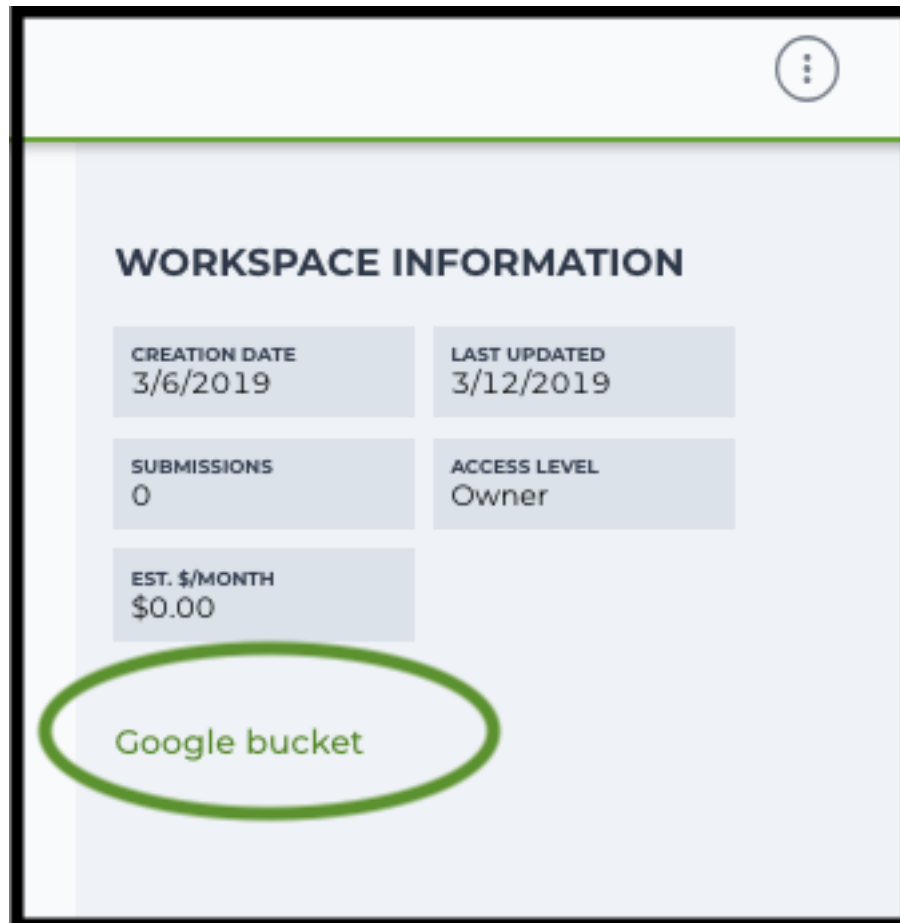 WORKSPACE INFORMATION
CREATION DATE
3/6/2019
LAST UPDATED
3/12/2019
SUBMISSIONS
0
ACCESS LEVEL
Owner
EST. $/MONTH
$0.00
Google bucket